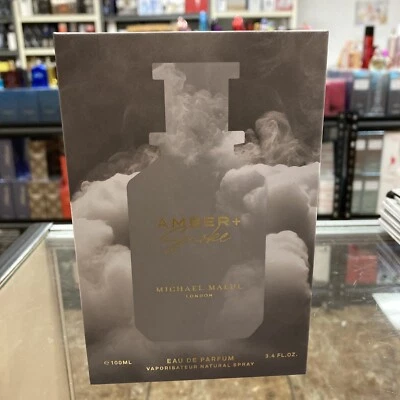 AMBER+
MICHAEL MALUL
LONDON
℮100ML
EAU DE PARFUM
3.4 FL.OZ.
VAPORISATEUR NATURAL SPRAY